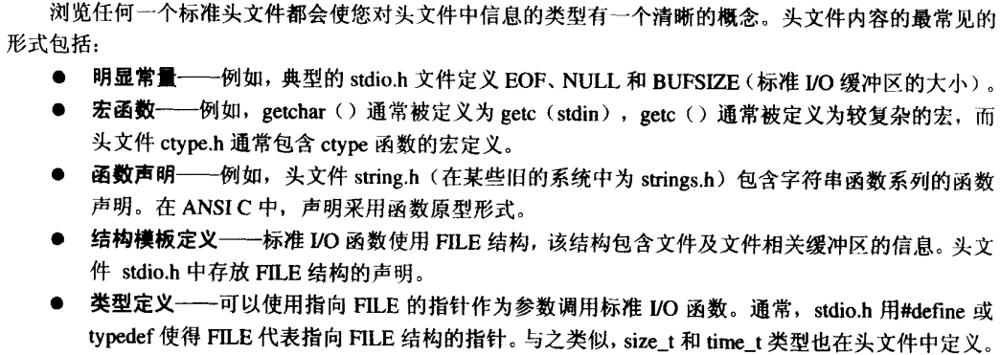 浏览任何一个标准头文件都会使您对头文件中信息的类型有一个清晰的概念。头文件内容的最常见的
形式包括：
● 明显常量——例如，典型的 stdio.h 文件定义 EOF、NULL 和 BUFSIZE（标准 I/O 缓冲区的大小）。
● 宏函数——例如，getchar（）通常被定义为 getc（stdin），getc（）通常被定义为较复杂的宏，而
头文件 ctype.h 通常包含 ctype 函数的宏定义。
● 函数声明——例如，头文件 string.h（在某些旧的系统中为 strings.h）包含字符串函数系列的函数
声明。在 ANSI C 中，声明采用函数原型形式。
● 结构模板定义——标准 I/O 函数使用 FILE 结构，该结构包含文件及文件相关缓冲区的信息。头文
件 stdio.h 中存放 FILE 结构的声明。
● 类型定义——可以使用指向 FILE 的指针作为参数调用标准 I/O 函数。通常，stdio.h 用#define 或
typedef 使得 FILE 代表指向 FILE 结构的指针。与之类似，size_t 和 time_t 类型也在头文件中定义。